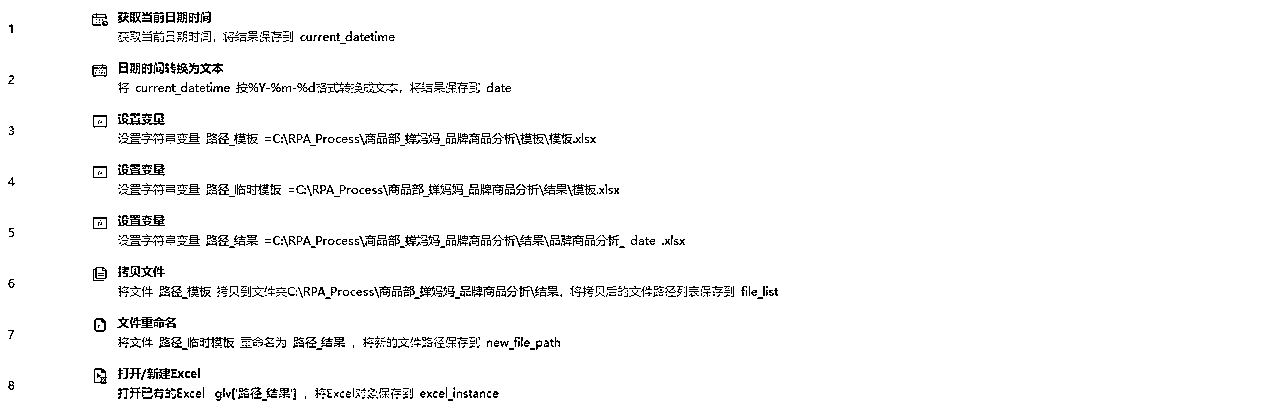 1
获取当前日期时间
获取当前日期时间，将结果保存到 current_datetime
2
日期时间转换为文本
将 current_datetime 按%Y-%m-%d格式转换成文本，将结果保存到 date
3
设置变量
设置字符串变量 路径_模板 =C:\RPA_Process\商品部_蝉妈妈_品牌商品分析\模板\模板.xlsx
4
设置变量
设置字符串变量 路径_临时模板 =C:\RPA_Process\商品部_蝉妈妈_品牌商品分析\结果\模板.xlsx
5
设置变量
设置字符串变量 路径_结果 =C:\RPA_Process\商品部_蝉妈妈_品牌商品分析\结果\品牌商品分析_ date .xlsx
6
拷贝文件
将文件 路径_模板 拷贝到文件夹C:\RPA_Process\商品部_蝉妈妈_品牌商品分析\结果，将拷贝后的文件路径列表保存到 file_list
7
文件重命名
将文件 路径_临时模板 重命名为 路径_结果 ，将新的文件路径保存到 new_file_path
8
打开/新建Excel
打开已有的Excel glv['路径_结果'] ，将Excel对象保存到 excel_instance